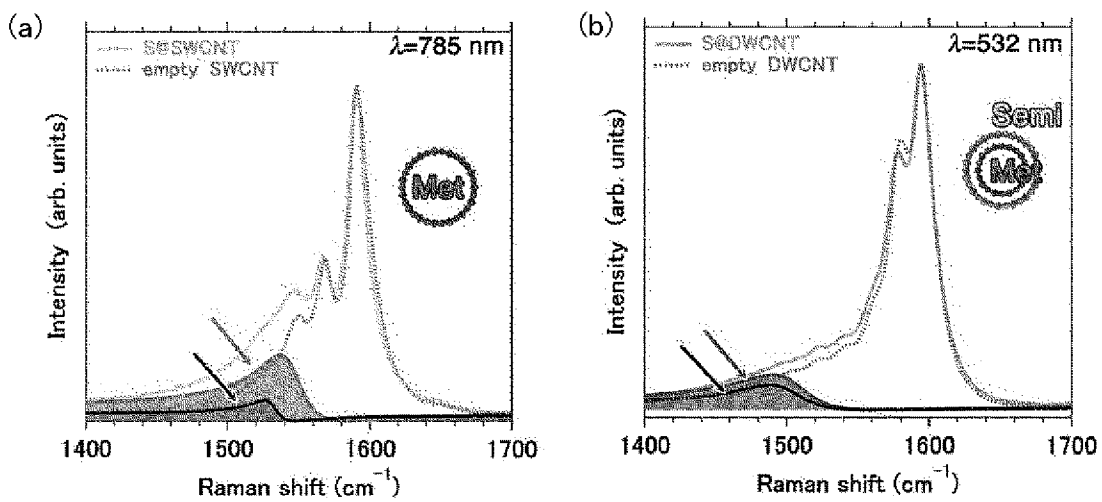 (a)
S@SWCNT
empty SWCNT
λ=785 nm
Met
Intensity (arb. units)
1400
1500
1600
1700
Raman shift (cm⁻¹)
(b)
S@DWCNT
empty DWCNT
λ=532 nm
Semi
Met
Intensity (arb. units)
1400
1500
1600
1700
Raman shift (cm⁻¹)